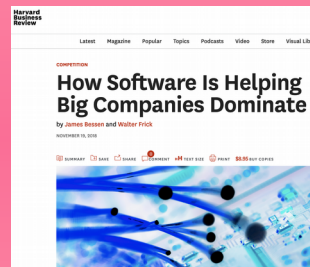 Harvard
Business
Review
Latest Magazine Popular Topics Podcasts Video Store Visual Lib
COMPETITION
How Software Is Helping
Big Companies Dominate
by James Bessen and Walter Frick
NOVEMBER 19, 2018
SUMMARY SAVE SHARE COMMENT TEXT SIZE PRINT $8.95 BUY COPIES